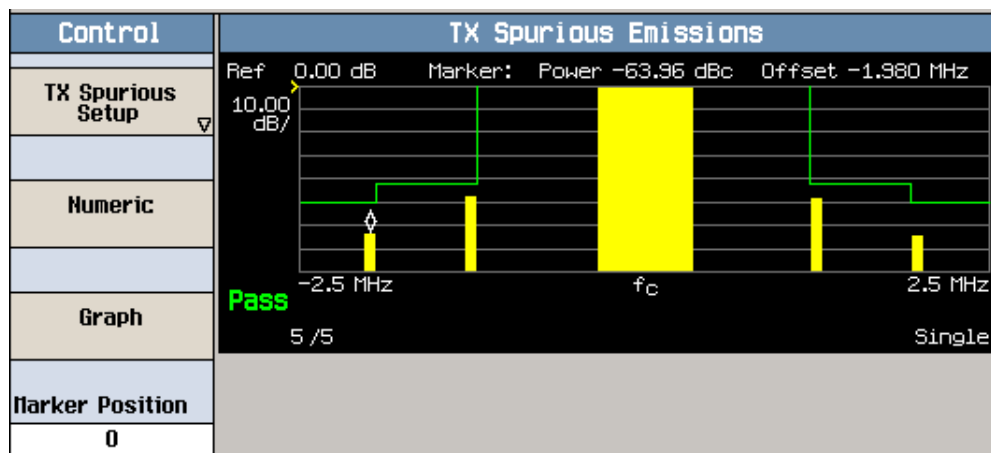 Control
TX Spurious
Setup
Numeric
Graph
Marker Position
0
TX Spurious Emissions
Ref 0.00 dB Marker: Power -63.96 dBc Offset -1.980 MHz
10.00
dB/
-2.5 MHz fC 2.5 MHz
Pass
5/5 Single